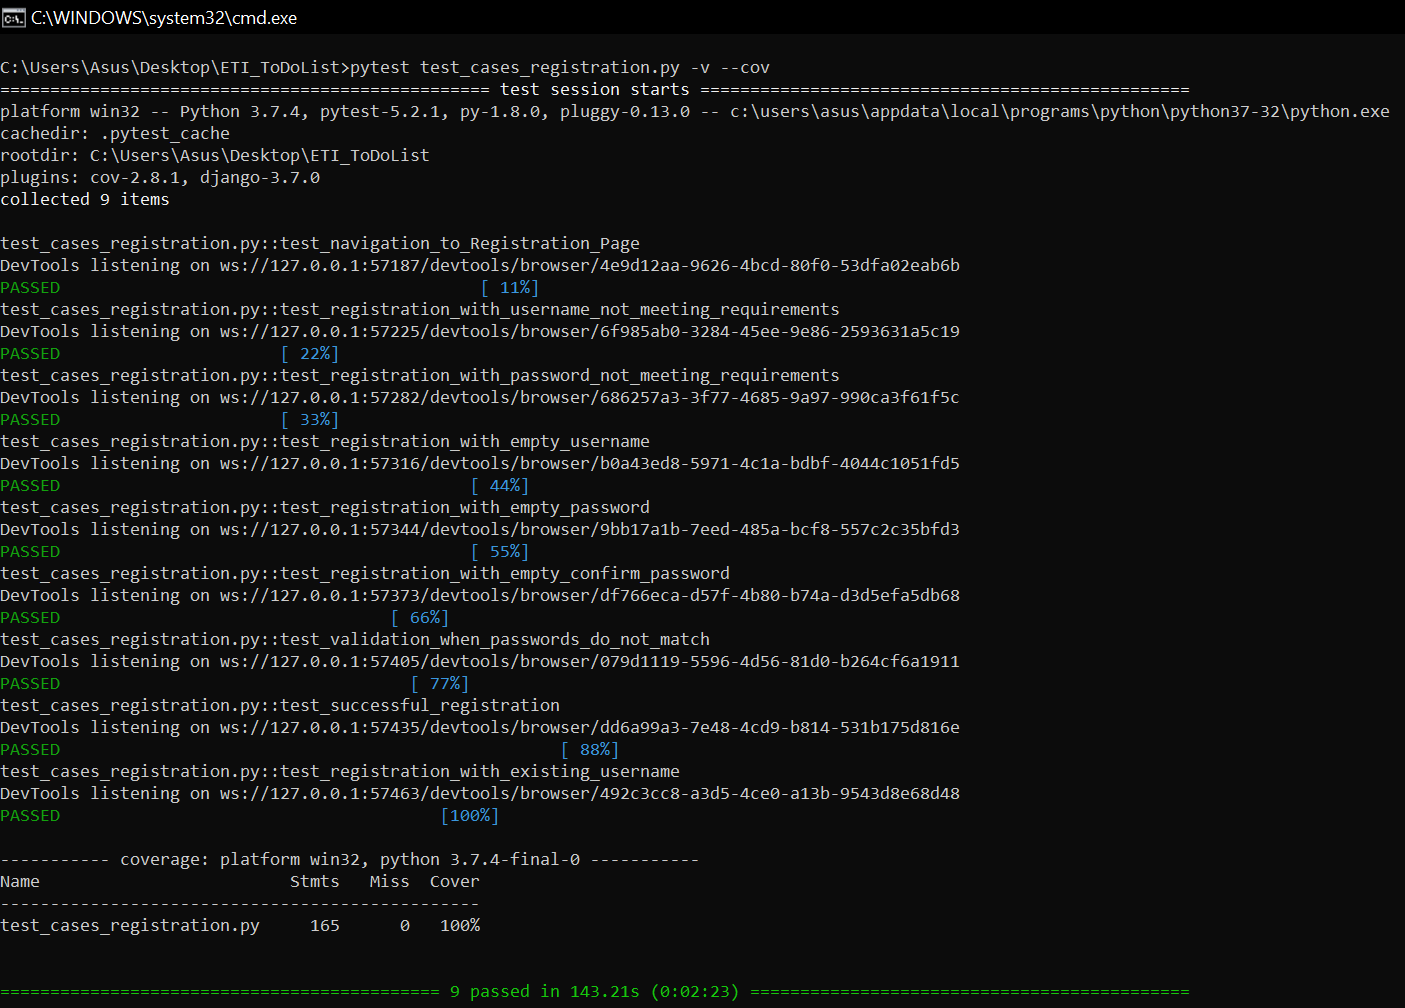 C:\WINDOWS\system32\cmd.exe
C:\Users\Asus\Desktop\ETI_ToDoList>pytest test_cases_registration.py -v --cov
================================================= test session starts =================================================
platform win32 -- Python 3.7.4, pytest-5.2.1, py-1.8.0, pluggy-0.13.0 -- c:\users\asus\appdata\local\programs\python\python37-32\python.exe
cachedir: .pytest_cache
rootdir: C:\Users\Asus\Desktop\ETI_ToDoList
plugins: cov-2.8.1, django-3.7.0
collected 9 items
test_cases_registration.py::test_navigation_to_Registration_Page
DevTools listening on ws://127.0.0.1:57187/devtools/browser/4e9d12aa-9626-4bcd-80f0-53dfa02eab6b
PASSED                                          [ 11%]
test_cases_registration.py::test_registration_with_username_not_meeting_requirements
DevTools listening on ws://127.0.0.1:57225/devtools/browser/6f985ab0-3284-45ee-9e86-2593631a5c19
PASSED                      [ 22%]
test_cases_registration.py::test_registration_with_password_not_meeting_requirements
DevTools listening on ws://127.0.0.1:57282/devtools/browser/686257a3-3f77-4685-9a97-990ca3f61f5c
PASSED                      [ 33%]
test_cases_registration.py::test_registration_with_empty_username
DevTools listening on ws://127.0.0.1:57316/devtools/browser/b0a43ed8-5971-4c1a-bdbf-4044c1051fd5
PASSED                                         [ 44%]
test_cases_registration.py::test_registration_with_empty_password
DevTools listening on ws://127.0.0.1:57344/devtools/browser/9bb17a1b-7eed-485a-bcf8-557c2c35bfd3
PASSED                                         [ 55%]
test_cases_registration.py::test_registration_with_empty_confirm_password
DevTools listening on ws://127.0.0.1:57373/devtools/browser/df766eca-d57f-4b80-b74a-d3d5efa5db68
PASSED                                 [ 66%]
test_cases_registration.py::test_validation_when_passwords_do_not_match
DevTools listening on ws://127.0.0.1:57405/devtools/browser/079d1119-5596-4d56-81d0-b264cf6a1911
PASSED                                   [ 77%]
test_cases_registration.py::test_successful_registration
DevTools listening on ws://127.0.0.1:57435/devtools/browser/dd6a99a3-7e48-4cd9-b814-531b175d816e
PASSED                                                  [ 88%]
test_cases_registration.py::test_registration_with_existing_username
DevTools listening on ws://127.0.0.1:57463/devtools/browser/492c3cc8-a3d5-4ce0-a13b-9543d8e68d48
PASSED                                      [100%]
----------- coverage: platform win32, python 3.7.4-final-0 -----------
Name                         Stmts   Miss  Cover
------------------------------------------------
test_cases_registration.py     165      0   100%
============================================ 9 passed in 143.21s (0:02:23) ============================================